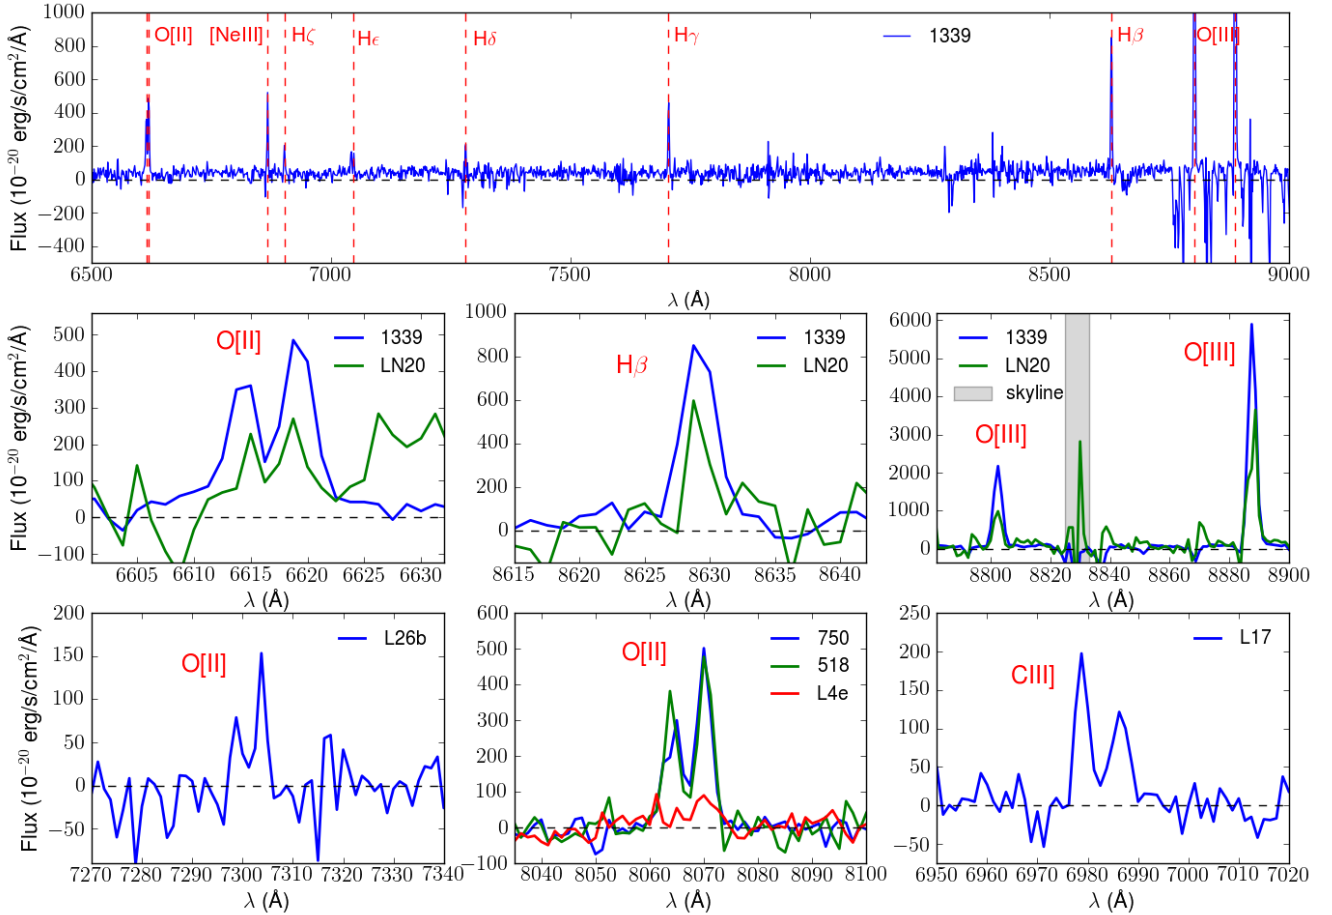 1000
800
600
400
200
0
−200
−400
Flux (10⁻²⁰ erg/s/cm²/Å)
O[II] [NeIII] Hζ Hϵ Hδ Hγ 1339 Hβ O[III]
6500 7000 7500 8000 8500 9000
λ (Å)
500
400
300
200
100
0
−100
Flux (10⁻²⁰ erg/s/cm²/Å)
O[II]
1339
LN20
6605 6610 6615 6620 6625 6630
λ (Å)
1000
800
600
400
200
0
Hβ
1339
LN20
8615 8620 8625 8630 8635 8640
λ (Å)
6000
5000
4000
3000
2000
1000
0
1339
LN20
skyline
O[III]
O[III]
8800 8820 8840 8860 8880 8900
λ (Å)
200
150
100
50
0
−50
Flux (10⁻²⁰ erg/s/cm²/Å)
O[II]
L26b
7270 7280 7290 7300 7310 7320 7330 7340
λ (Å)
600
500
400
300
200
100
0
−100
O[II]
750
518
L4e
8040 8050 8060 8070 8080 8090 8100
λ (Å)
250
200
150
100
50
0
−50
CIII]
L17
6950 6960 6970 6980 6990 7000 7010 7020
λ (Å)